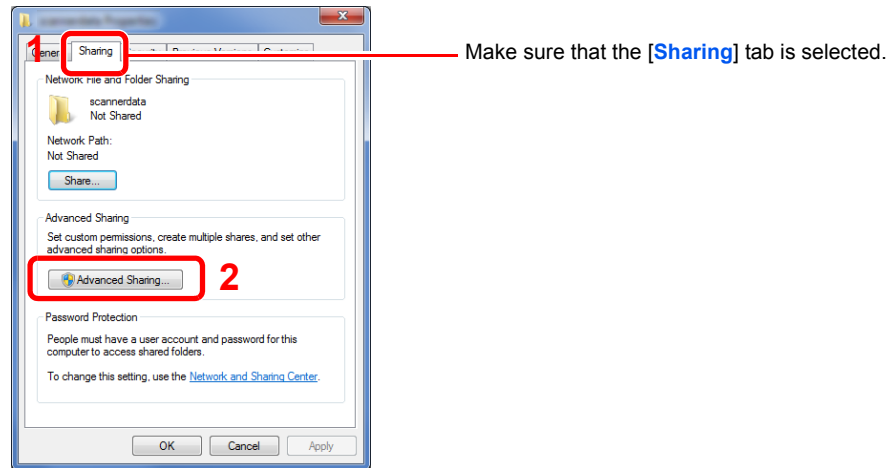 scannerdata Properties
1
Sharing
Make sure that the [Sharing] tab is selected.
Network File and Folder Sharing
scannerdata
Not Shared
Network Path:
Not Shared
Share...
Advanced Sharing
Set custom permissions, create multiple shares, and set other
advanced sharing options.
Advanced Sharing...
2
Password Protection
People must have a user account and password for this
computer to access shared folders.
To change this setting, use the Network and Sharing Center.
OK Cancel Apply